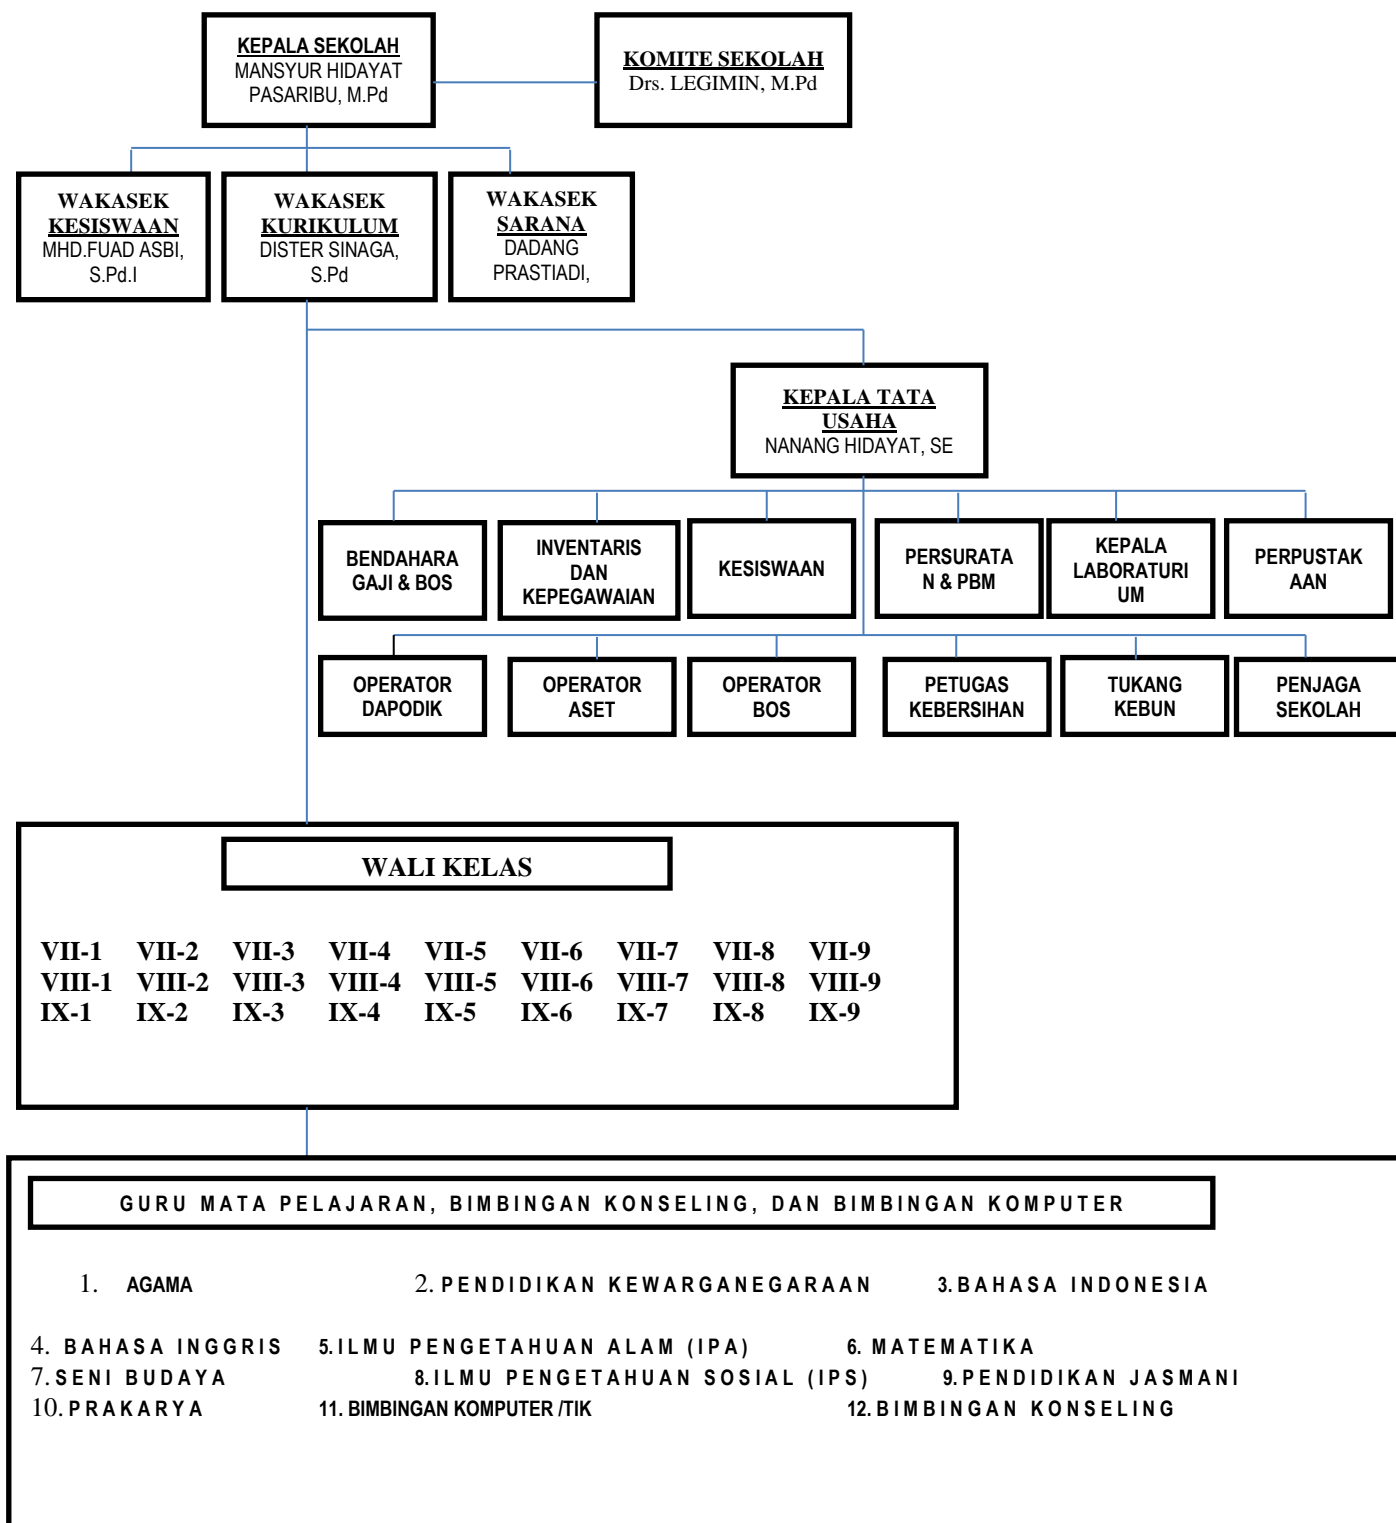 KEPALA SEKOLAH
MANSYUR HIDAYAT
PASARIBU, M.Pd
KOMITE SEKOLAH
Drs. LEGIMIN, M.Pd
WAKASEK
KESISWAAN
MHD.FUAD ASBI,
S.Pd.I
WAKASEK
KURIKULUM
DISTER SINAGA,
S.Pd
WAKASEK
SARANA
DADANG
PRASTIADI,
KEPALA TATA
USAHA
NANANG HIDAYAT, SE
BENDAHARA
GAJI & BOS
INVENTARIS
DAN
KEPEGAWAIAN
KESISWAAN
PERSURATA
N & PBM
KEPALA
LABORATURI
UM
PERPUSTAK
AAN
OPERATOR
DAPODIK
OPERATOR
ASET
OPERATOR
BOS
PETUGAS
KEBERSIHAN
TUKANG
KEBUN
PENJAGA
SEKOLAH
WALI KELAS
VII-1 VII-2 VII-3 VII-4 VII-5 VII-6 VII-7 VII-8 VII-9
VIII-1 VIII-2 VIII-3 VIII-4 VIII-5 VIII-6 VIII-7 VIII-8 VIII-9
IX-1 IX-2 IX-3 IX-4 IX-5 IX-6 IX-7 IX-8 IX-9
GURU MATA PELAJARAN, BIMBINGAN KONSELING, DAN BIMBINGAN KOMPUTER
1. AGAMA 2. PENDIDIKAN KEWARGANEGARAAN 3. BAHASA INDONESIA
4. BAHASA INGGRIS 5. ILMU PENGETAHUAN ALAM (IPA) 6. MATEMATIKA
7. SENI BUDAYA 8. ILMU PENGETAHUAN SOSIAL (IPS) 9. PENDIDIKAN JASMANI
10. PRAKARYA 11. BIMBINGAN KOMPUTER /TIK 12. BIMBINGAN KONSELING